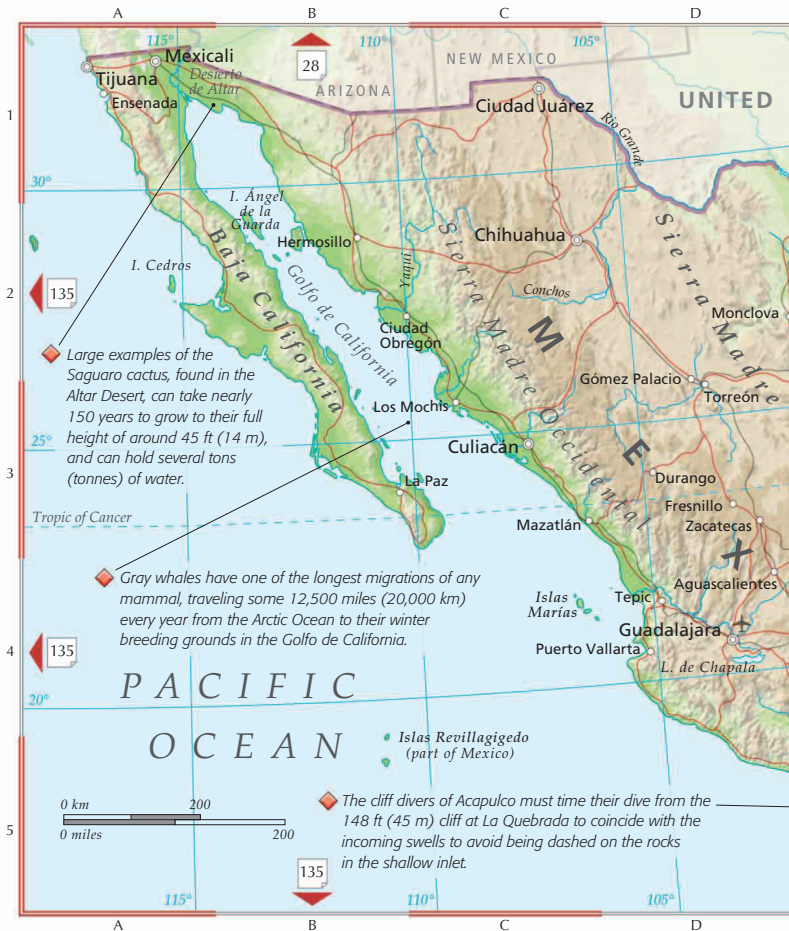 A B C D
115° 110° 105°
28
Mexicali
Tijuana
Desierto
de Altar
Ensenada
ARIZONA
NEW MEXICO
Ciudad Juárez
UNITED
Rio Grande
1
30°
I. Ángel
de la
Guarda
Hermosillo
Chihuahua
I. Cedros
Baja California
Golfo de California
Yaqui
Conchos
Sierra Madre Occidental
Sierra Madre
2
135
Monclova
Ciudad
Obregón
MEX
Large examples of the
Saguaro cactus, found in the
Altar Desert, can take nearly
150 years to grow to their full
height of around 45 ft (14 m),
and can hold several tons
(tonnes) of water.
Gómez Palacio
Torreón
Los Mochis
25°
Culiacán
3
La Paz
Durango
Fresnillo
Zacatecas
Tropic of Cancer
Mazatlán
Gray whales have one of the longest migrations of any
mammal, traveling some 12,500 miles (20,000 km)
every year from the Arctic Ocean to their winter
breeding grounds in the Golfo de California.
Aguascalientes
Islas
Marías
Tepic
Guadalajara
4
135
Puerto Vallarta
L. de Chapala
PACIFIC
OCEAN
20°
Islas Revillagigedo
(part of Mexico)
0 km 200
0 miles 200
5
The cliff divers of Acapulco must time their dive from the
148 ft (45 m) cliff at La Quebrada to coincide with the
incoming swells to avoid being dashed on the rocks
in the shallow inlet.
135
115° 110° 105°
A B C D